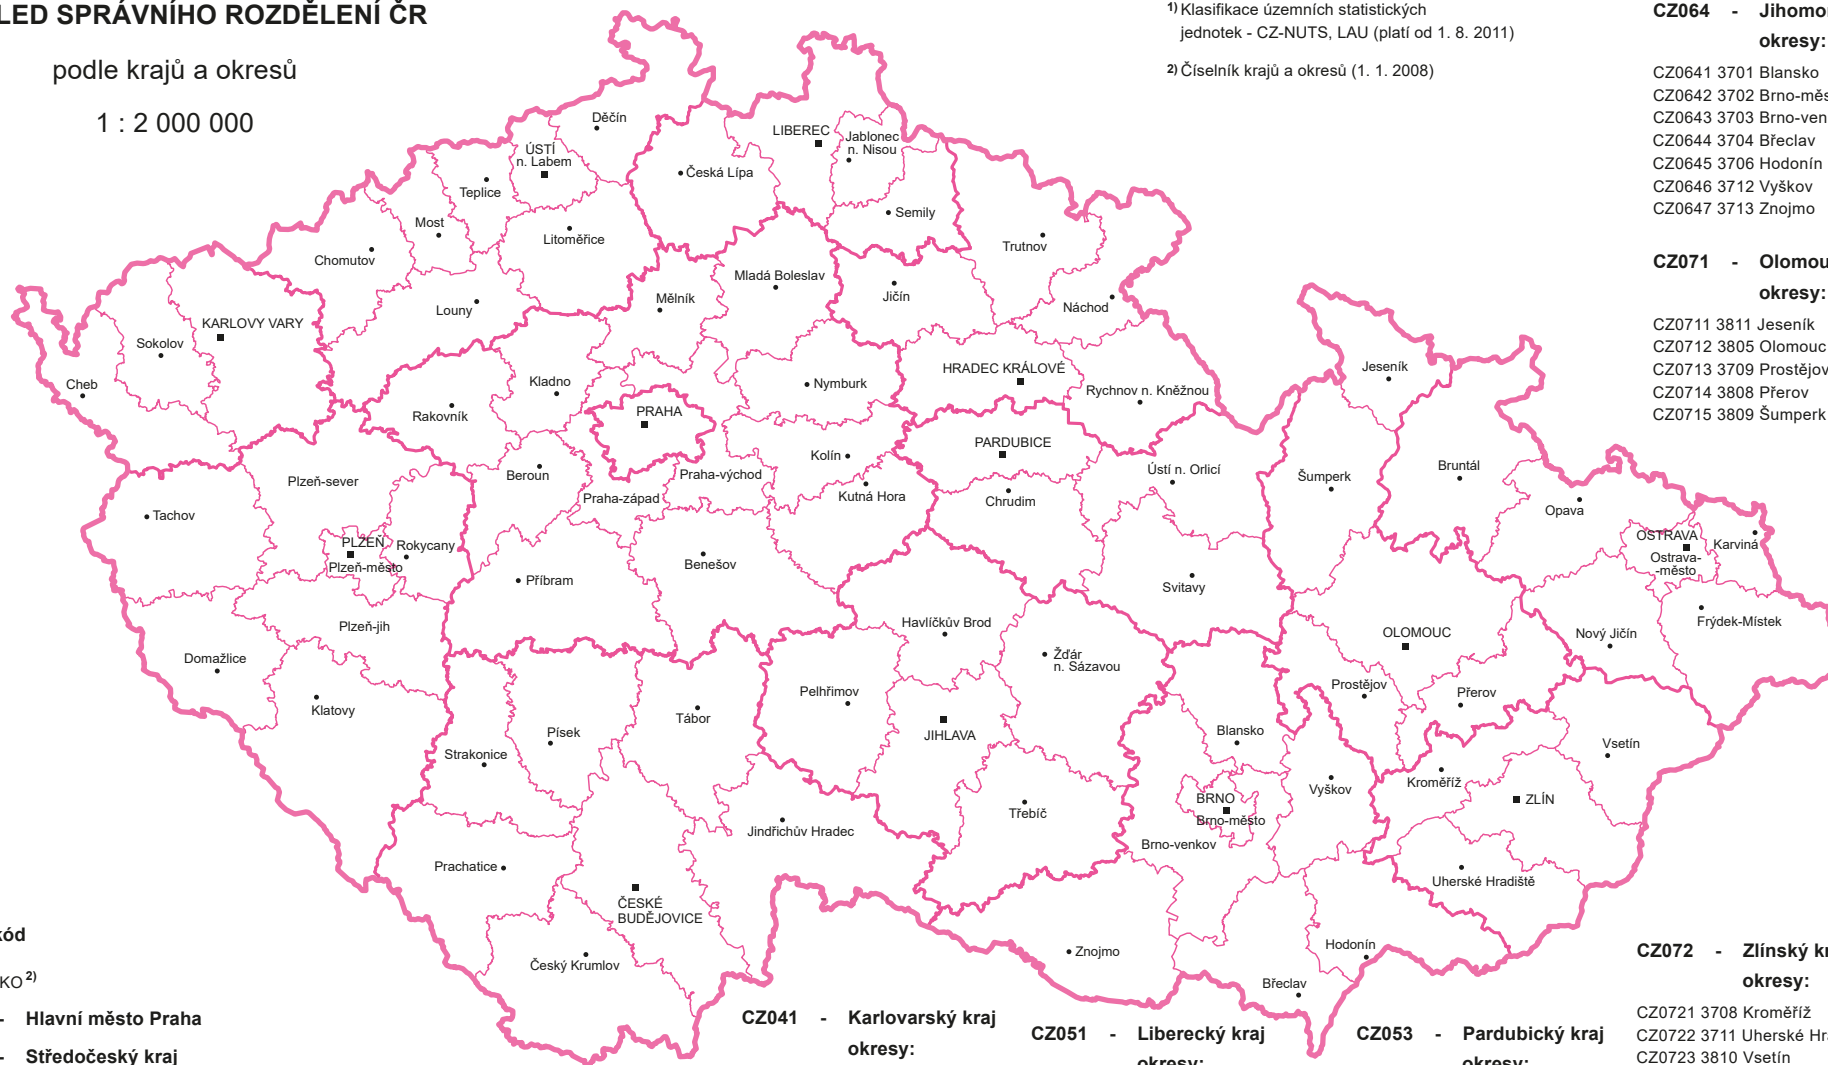 LED SPRÁVNÍHO ROZDĚLENÍ ČR
podle krajů a okresů
1 : 2 000 000
1) Klasifikace územních statistických
jednotek - CZ-NUTS, LAU (platí od 1. 8. 2011)
2) Číselník krajů a okresů (1. 1. 2008)
CZ064 - Jihomor
okresy:
CZ0641 3701 Blansko
CZ0642 3702 Brno-měs
CZ0643 3703 Brno-ven
CZ0644 3704 Břeclav
CZ0645 3706 Hodonín
CZ0646 3712 Vyškov
CZ0647 3713 Znojmo
CZ071 - Olomou
okresy:
CZ0711 3811 Jeseník
CZ0712 3805 Olomouc
CZ0713 3709 Prostějov
CZ0714 3808 Přerov
CZ0715 3809 Šumperk
Děčín
LIBEREC
Jablonec
n. Nisou
ÚSTÍ
n. Labem
Česká Lípa
Teplice
Semily
Most
Litoměřice
Trutnov
Chomutov
Mladá Boleslav
Jičín
Mělník
Náchod
Louny
KARLOVY VARY
Sokolov
Cheb
Kladno
Nymburk
HRADEC KRÁLOVÉ
Rychnov n. Kněžnou
Jeseník
Rakovník
PRAHA
PARDUBICE
Kolín
Ústí n. Orlicí
Bruntál
Plzeň-sever
Beroun
Praha-východ
Šumperk
Praha-západ
Kutná Hora
Chrudim
Opava
Tachov
PLZEŇ
Rokycany
Plzeň-město
OSTRAVA
Ostrava-
-město
Karviná
Benešov
Příbram
Svitavy
Plzeň-jih
Havlíčkův Brod
OLOMOUC
Nový Jičín
Frýdek-Místek
Domažlice
Žďár
n. Sázavou
Klatovy
Pelhřimov
Prostějov
Přerov
Tábor
Písek
JIHLAVA
Blansko
Vsetín
Strakonice
Kroměříž
Vyškov
BRNO
Brno-město
ZLÍN
Třebíč
Jindřichův Hradec
Brno-venkov
Prachatice
Uherské Hradiště
ČESKÉ
BUDĚJOVICE
Hodonín
Znojmo
Český Krumlov
Břeclav
kód
KO 2)
- Hlavní město Praha
- Středočeský kraj
CZ041 - Karlovarský kraj
okresy:
CZ051 - Liberecký kraj
okresy:
CZ053 - Pardubický kraj
okresy:
CZ072 - Zlínský kr
okresy:
CZ0721 3708 Kroměříž
CZ0722 3711 Uherské Hra
CZ0723 3810 Vsetín